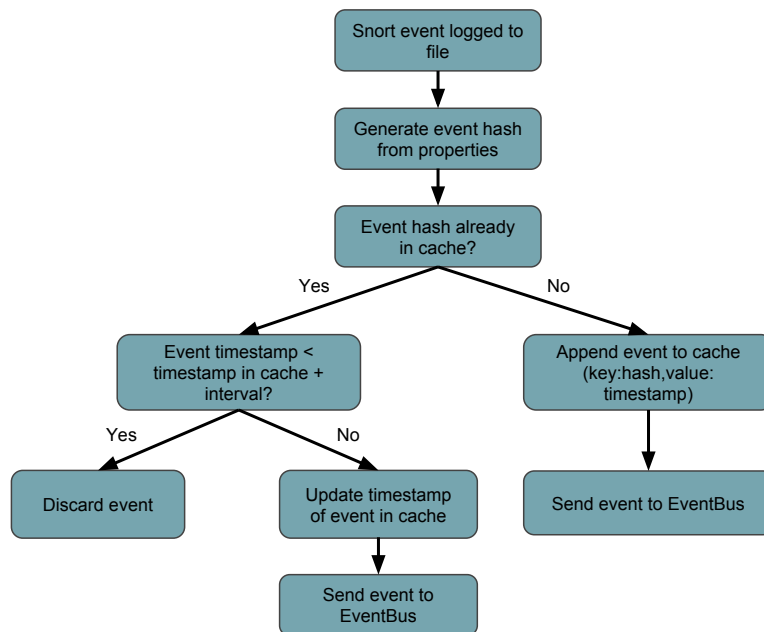 Snort event logged to
file
Generate event hash
from properties
Event hash already
in cache?
Yes
No
Event timestamp <
timestamp in cache +
interval?
Append event to cache
(key:hash,value:
timestamp)
Yes
No
Discard event
Update timestamp
of event in cache
Send event to EventBus
Send event to
EventBus